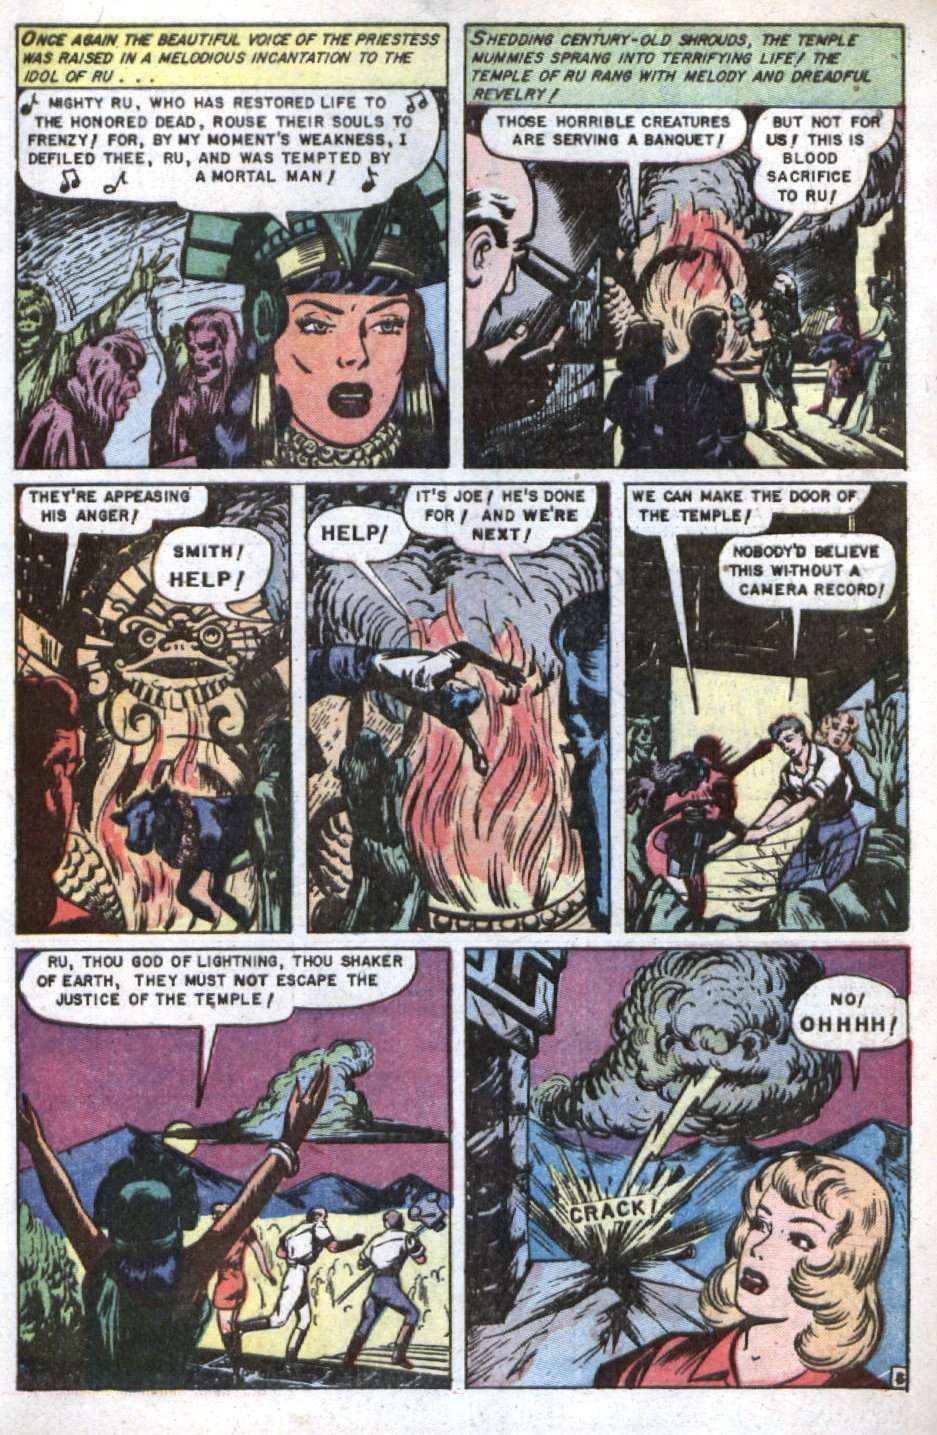 ONCE AGAIN THE BEAUTIFUL VOICE OF THE PRIESTESS
WAS RAISED IN A MELODIOUS INCANTATION TO THE
IDOL OF RU . . .
MIGHTY RU, WHO HAS RESTORED LIFE TO
THE HONORED DEAD, ROUSE THEIR SOULS TO
FRENZY! FOR, BY MY MOMENT'S WEAKNESS, I
DEFILED THEE, RU, AND WAS TEMPTED BY
A MORTAL MAN!
SHEDDING CENTURY-OLD SHROUDS, THE TEMPLE
MUMMIES SPRANG INTO TERRIFYING LIFE! THE
TEMPLE OF RU RANG WITH MELODY AND DREADFUL
REVELRY!
THOSE HORRIBLE CREATURES
ARE SERVING A BANQUET!
BUT NOT FOR
US! THIS IS
BLOOD
SACRIFICE
TO RU!
THEY'RE APPEASING
HIS ANGER!
SMITH!
HELP!
HELP!
IT'S JOE! HE'S DONE
FOR! AND WE'RE
NEXT!
WE CAN MAKE THE DOOR OF
THE TEMPLE!
NOBODY'D BELIEVE
THIS WITHOUT A
CAMERA RECORD!
RU, THOU GOD OF LIGHTNING, THOU SHAKER
OF EARTH, THEY MUST NOT ESCAPE THE
JUSTICE OF THE TEMPLE!
NO!
OHHHH!
CRACK!
8